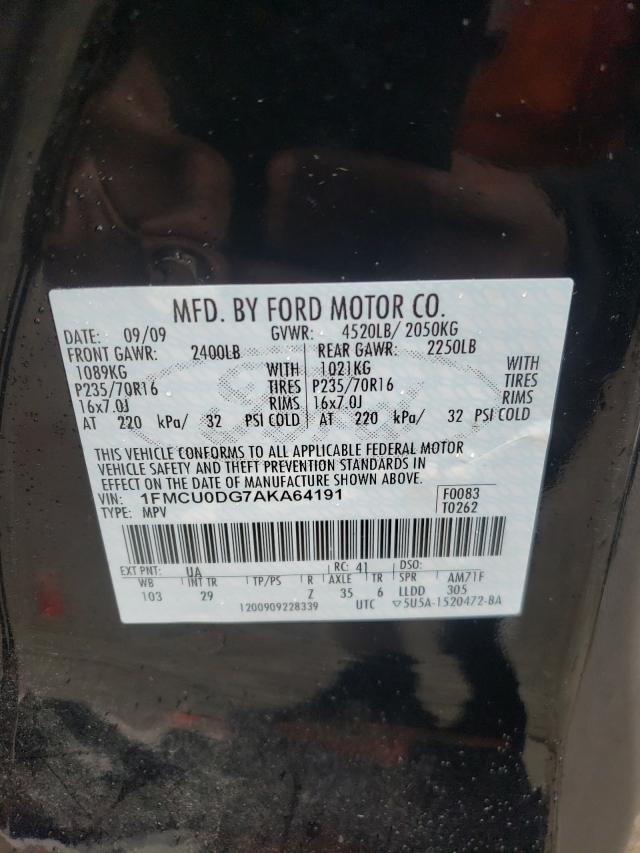 MFD. BY FORD MOTOR CO.
DATE: 09/09 GVWR: 4520LB/ 2050KG
FRONT GAWR: 2400LB REAR GAWR: 2250LB
1089KG WITH 1021KG WITH
P235/70R16 TIRES P235/70R16 TIRES
16x7.0J RIMS 16x7.0J RIMS
AT 220 kPa/ 32 PSI COLD AT 220 kPa/ 32 PSI COLD
THIS VEHICLE CONFORMS TO ALL APPLICABLE FEDERAL MOTOR
VEHICLE SAFETY AND THEFT PREVENTION STANDARDS IN
EFFECT ON THE DATE OF MANUFACTURE SHOWN ABOVE.
VIN: 1FMCU0DG7AKA64191 F0083
TYPE: MPV T0262
EXT PNT: UA RC: 41 DSO:
WB INT TR TP/PS R AXLE TR SPR AM71F
103 29 Z 35 6 LLDD 305
1200909228339 UTC ▽5U5A-1520472-BA